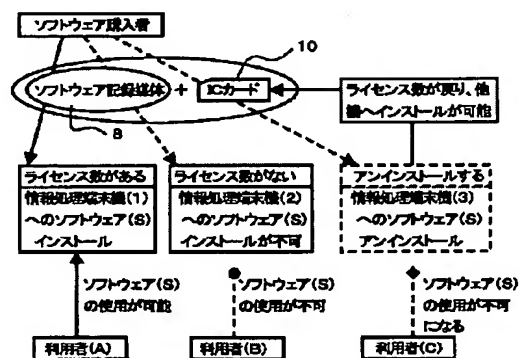 ソフトウェア購入者
10
ソフトウェア記録媒体
+
ICカード
8
ライセンス数が戻り、他
機へインストールが可能
ライセンス数がある
情報処理端末機(1)
へのソフトウェア(S)
インストール
ライセンス数がない
情報処理端末機(2)
へのソフトウェア(S)
インストールが不可
アンインストールする
情報処理端末機(3)
へのソフトウェア(S)
アンインストール
ソフトウェア(S)
の使用が可能
ソフトウェア(S)
の使用が不可
ソフトウェア(S)
の使用が不可
になる
利用者(A)
利用者(B)
利用者(C)